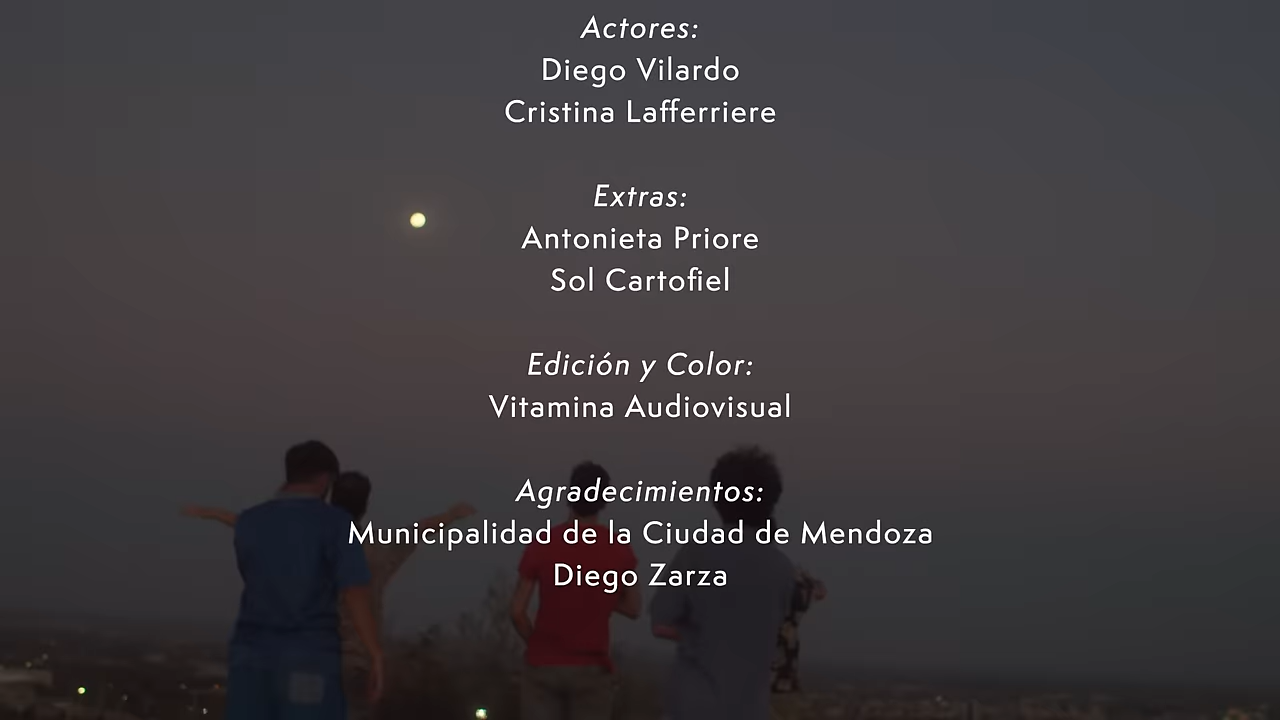 Actores:
Diego Vilardo
Cristina Lafferriere
Extras:
Antonieta Priore
Sol Cartofiel
Edición y Color:
Vitamina Audiovisual
Agradecimientos:
Municipalidad de la Ciudad de Mendoza
Diego Zarza